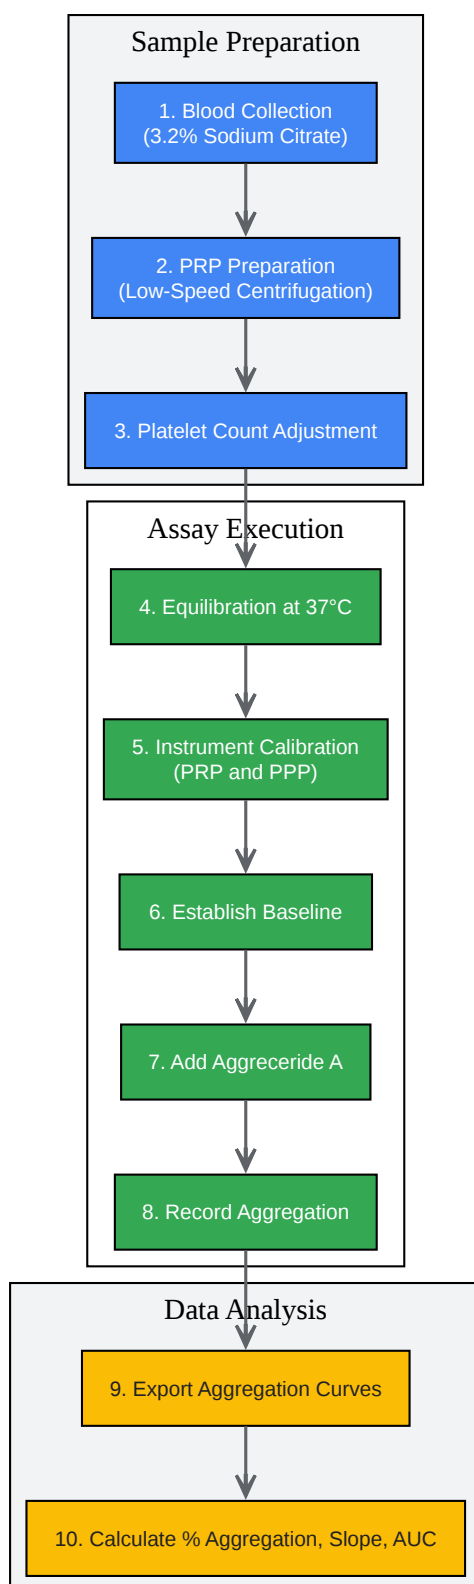 Sample Preparation
1. Blood Collection
(3.2% Sodium Citrate)
2. PRP Preparation
(Low-Speed Centrifugation)
3. Platelet Count Adjustment
Assay Execution
4. Equilibration at 37°C
5. Instrument Calibration
(PRP and PPP)
6. Establish Baseline
7. Add Aggreceride A
8. Record Aggregation
Data Analysis
9. Export Aggregation Curves
10. Calculate % Aggregation, Slope, AUC